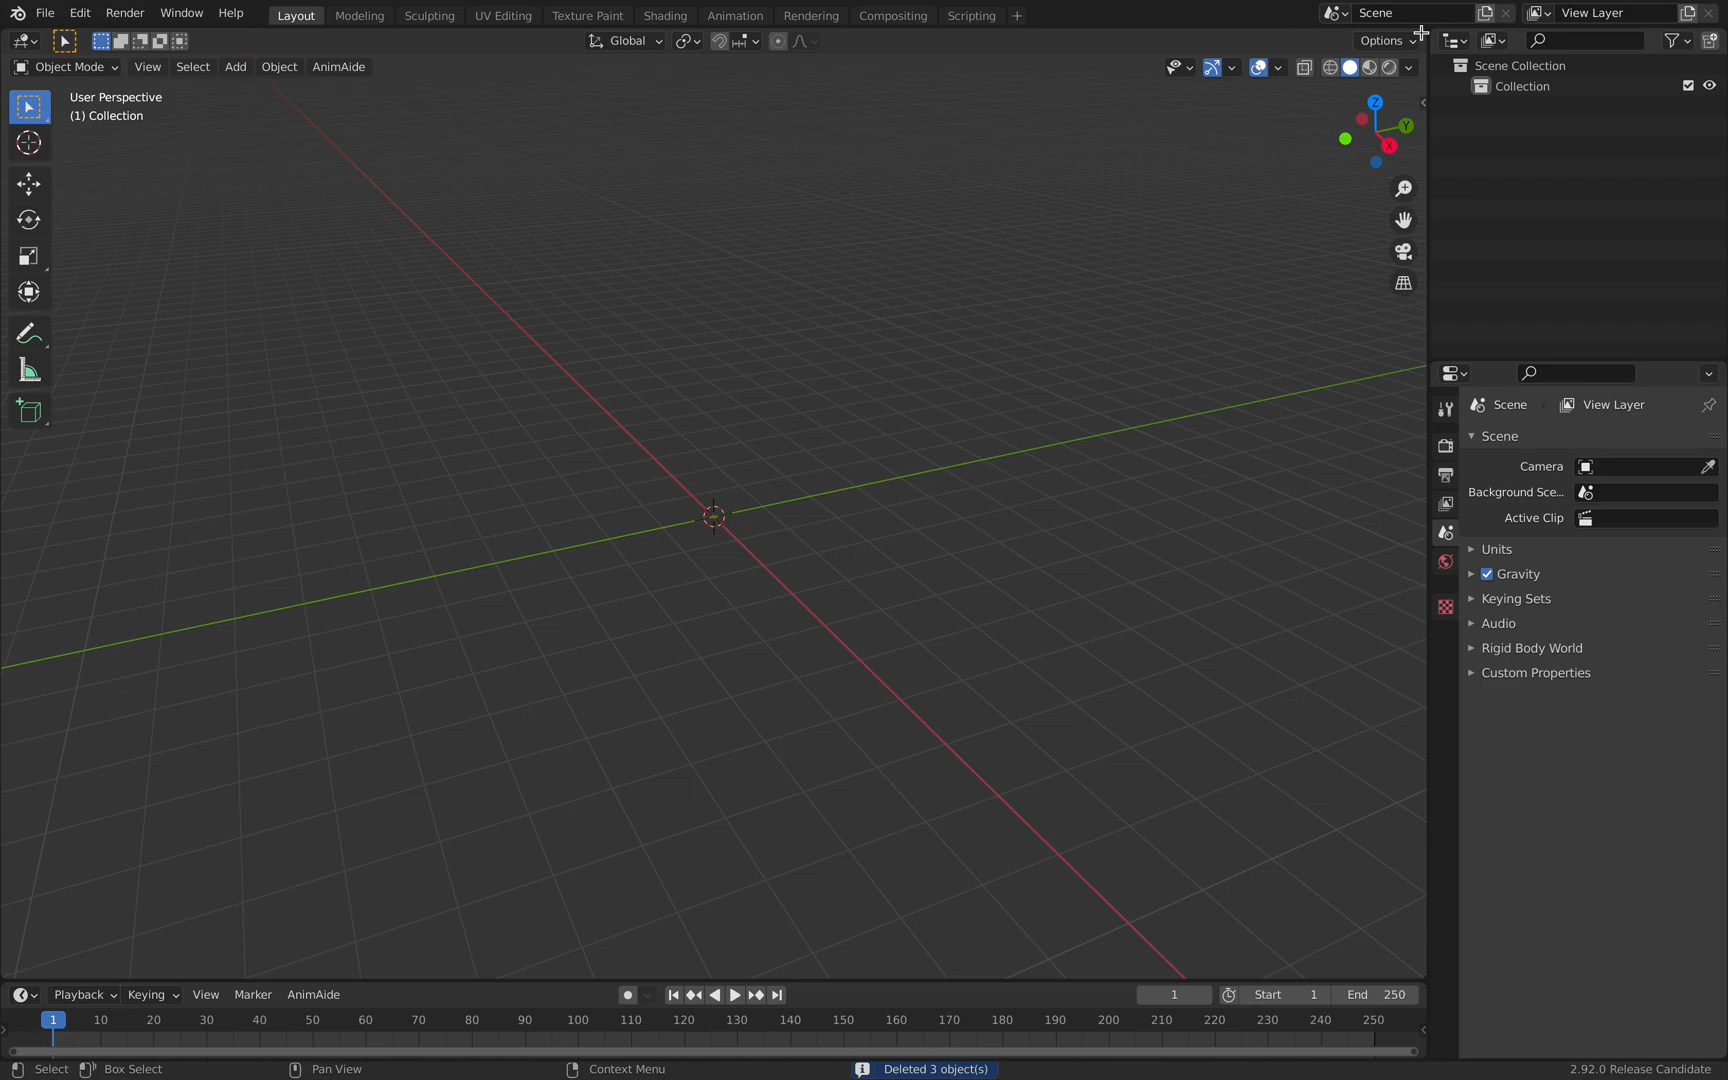 File Edit Render Window Help Layout Modeling Sculpting UV Editing Texture Paint Shading Animation Rendering Compositing Scripting + Scene View Layer
Global Options
Object Mode View Select Add Object AnimAide
User Perspective
(1) Collection
Z
Y
X
Scene Collection
Collection
Scene View Layer
Scene
Camera
Background Sce...
Active Clip
Units
Gravity
Keying Sets
Audio
Rigid Body World
Custom Properties
Playback Keying View Marker AnimAide 1 Start 1 End 250
1 10 20 30 40 50 60 70 80 90 100 110 120 130 140 150 160 170 180 190 200 210 220 230 240 250
Select Box Select Pan View Context Menu Deleted 3 object(s) 2.92.0 Release Candidate